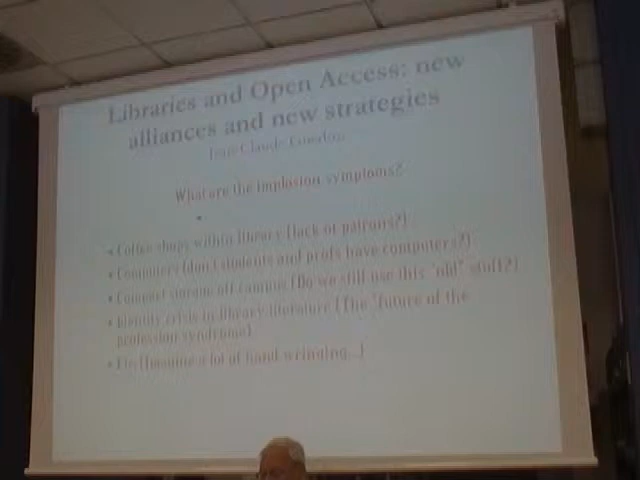 Libraries and Open Access: new
alliances and new strategies
Jean-Claude Guedon
What are the implosion symptoms?
• Coffee shops within library (lack of patrons?)
• Computers (don't students and profs have computers?)
• Compact storage off campus (Do we still use this "old" stuff?)
• Identity crisis in library literature (The "future of the
profession syndrome)
• Etc. (Imagine a lot of hand wringing...)